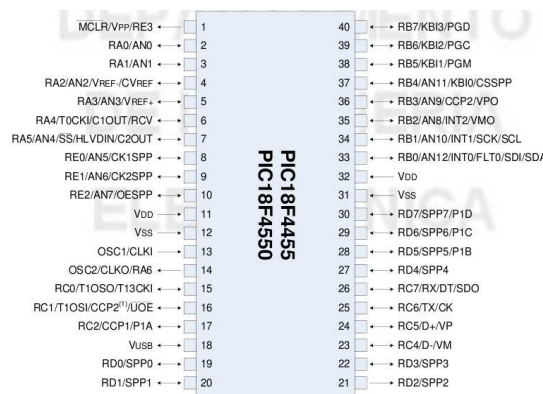 DEPARTAMENTO
MCLR/VPP/RE3 1
RA0/AN0 2
RA1/AN1 3
RA2/AN2/VREF-/CVREF 4
RA3/AN3/VREF+ 5
RA4/T0CKI/C1OUT/RCV 6
RA5/AN4/SS/HLVDIN/C2OUT 7
RE0/AN5/CK1SPP 8
RE1/AN6/CK2SPP 9
RE2/AN7/OESPP 10
VDD 11
VSS 12
OSC1/CLKI 13
OSC2/CLKO/RA6 14
RC0/T1OSO/T13CKI 15
RC1/T1OSI/CCP2(1)/UOE 16
RC2/CCP1/P1A 17
VUSB 18
RD0/SPP0 19
RD1/SPP1 20
PIC18F4455
PIC18F4550
40 RB7/KBI3/PGD
39 RB6/KBI2/PGC
38 RB5/KBI1/PGM
37 RB4/AN11/KBI0/CSSPP
36 RB3/AN9/CCP2/VPO
35 RB2/AN8/INT2/VMO
34 RB1/AN10/INT1/SCK/SCL
33 RB0/AN12/INT0/FLT0/SDI/SDA
32 VDD
31 VSS
30 RD7/SPP7/P1D
29 RD6/SPP6/P1C
28 RD5/SPP5/P1B
27 RD4/SPP4
26 RC7/RX/DT/SDO
25 RC6/TX/CK
24 RC5/D+/VP
23 RC4/D-/VM
22 RD3/SPP3
21 RD2/SPP2